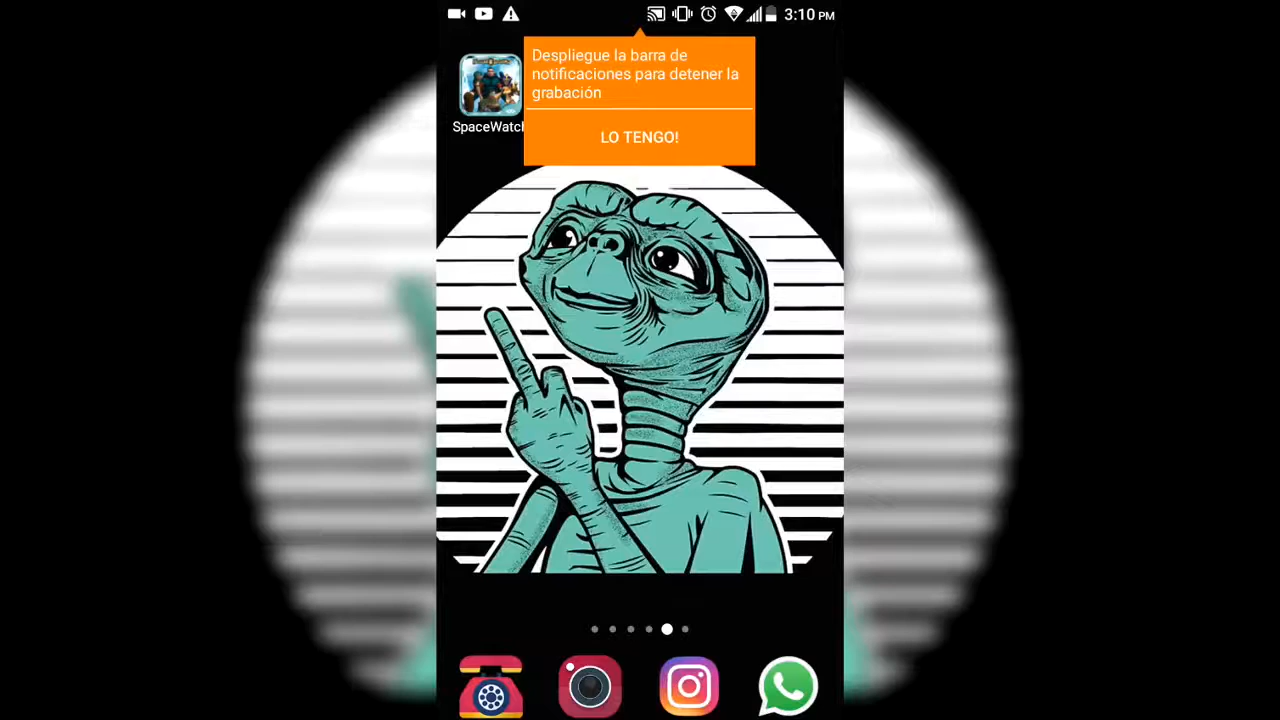 3:10 PM
Despliegue la barra de
notificaciones para detener la
grabación
LO TENGO!
SpaceWatch